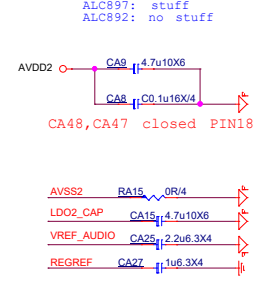 ALC897: stuff
ALC892: no stuff
AVDD2 CA9 4.7u10X6
CA8 C0.1u16X/4
CA48,CA47 closed PIN18
AVSS2 RA15 0R/4
LDO2_CAP CA15 4.7u10X6
VREF_AUDIO CA25 2.2u6.3X4
REGREF CA27 1u6.3X4